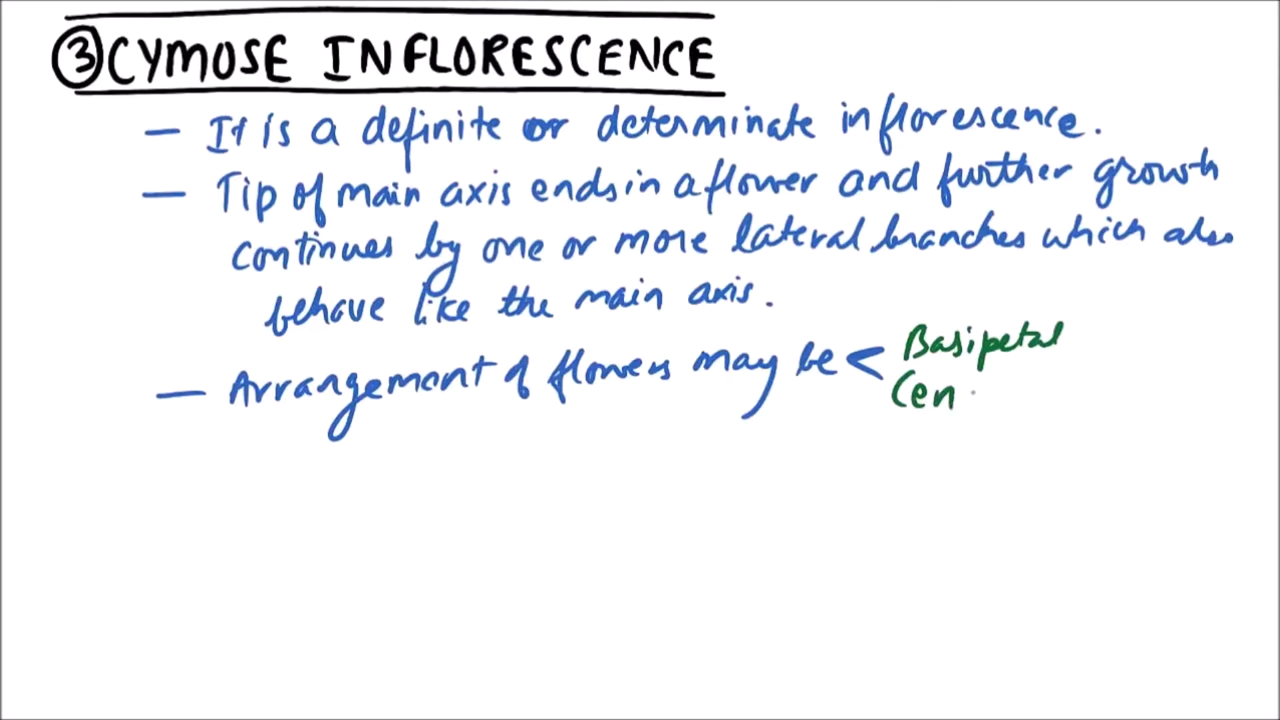 ③ CYMOSE INFLORESCENCE
— It is a definite or determinate inflorescence.
— Tip of main axis ends in a flower and further growth
continues by one or more lateral branches which also
behave like the main axis.
— Arrangement of flowers may be < Basipetal
Cen